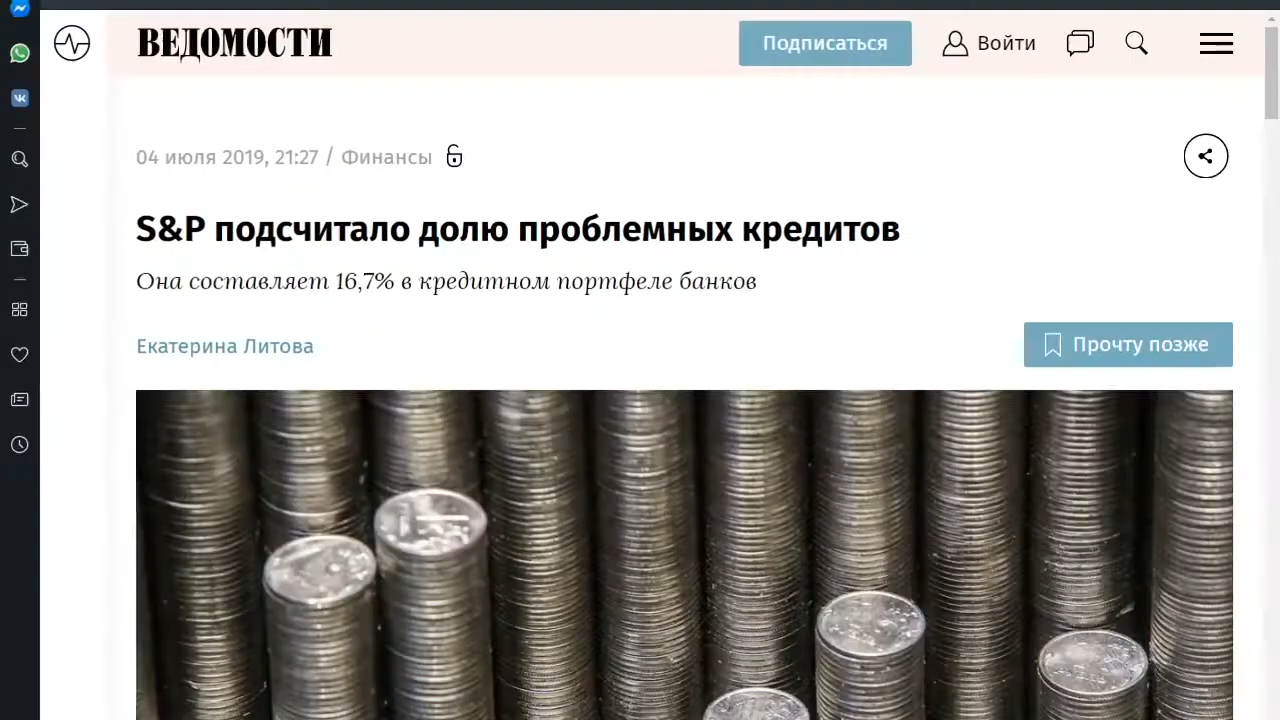 ВЕДОМОСТИ
Подписаться
Войти
04 июля 2019, 21:27 / Финансы
S&P подсчитало долю проблемных кредитов
Она составляет 16,7% в кредитном портфеле банков
Екатерина Литова
Прочту позже